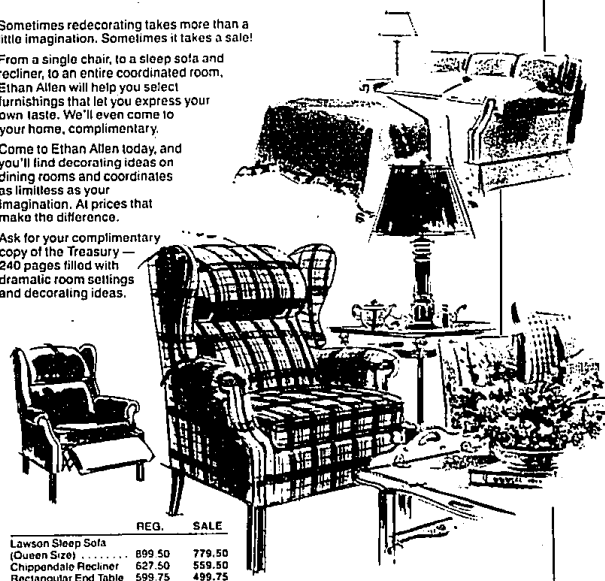 Sometimes redecorating takes more than a
little imagination. Sometimes it takes a sale!
From a single chair, to a sleep sofa and
recliner, to an entire coordinated room,
Ethan Allen will help you select
furnishings that let you express your
own taste. We'll even come to
your home, complimentary.
Come to Ethan Allen today, and
you'll find decorating ideas on
dining rooms and coordinates
as limitless as your
imagination. At prices that
make the difference.
Ask for your complimentary
copy of the Treasury —
240 pages filled with
dramatic room settings
and decorating ideas.
REG. SALE
Lawson Sleep Sofa
(Queen Size) ........ 899.50 779.50
Chippendale Recliner 627.50 559.50
Rectangular End Table 599.75 499.75